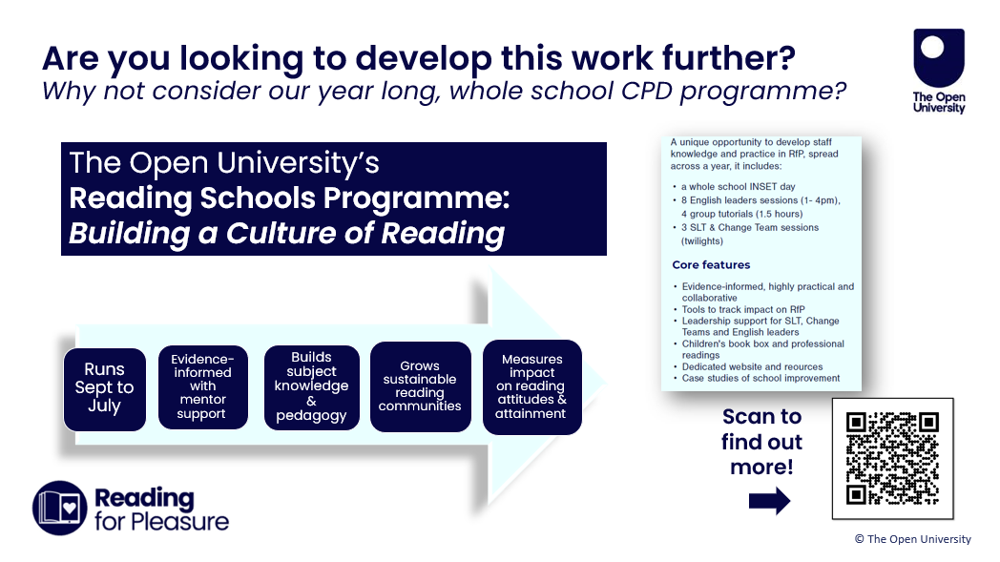 Are you looking to develop this work further?
Why not consider our year long, whole school CPD programme?
The Open
University
The Open University's
Reading Schools Programme:
Building a Culture of Reading
A unique opportunity to develop staff
knowledge and practice in RfP, spread
across a year, it includes:
• a whole school INSET day
• 8 English leaders sessions (1- 4pm),
4 group tutorials (1.5 hours)
• 3 SLT & Change Team sessions
(twilights)
Core features
• Evidence-informed, highly practical and
collaborative
• Tools to track impact on RfP
• Leadership support for SLT, Change
Teams and English leaders
• Children's book box and professional
readings
• Dedicated website and reources
• Case studies of school improvement
Runs
Sept to
July
Evidence-
informed
with
mentor
support
Builds
subject
knowledge
&
pedagogy
Grows
sustainable
reading
communities
Measures
impact
on reading
attitudes &
attainment
Scan to
find out
more!
Reading
for Pleasure
© The Open University